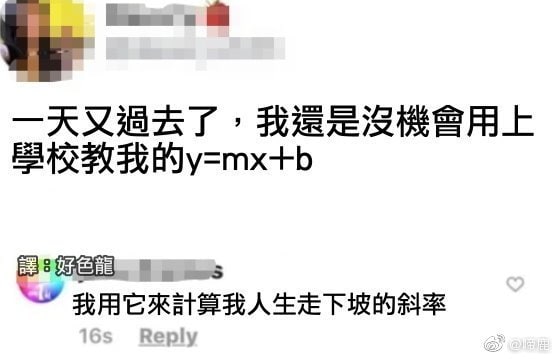 一天又過去了，我還是沒機會用上
學校教我的y=mx+b
譯：好色龍
我用它來計算我人生走下坡的斜率
16s Reply